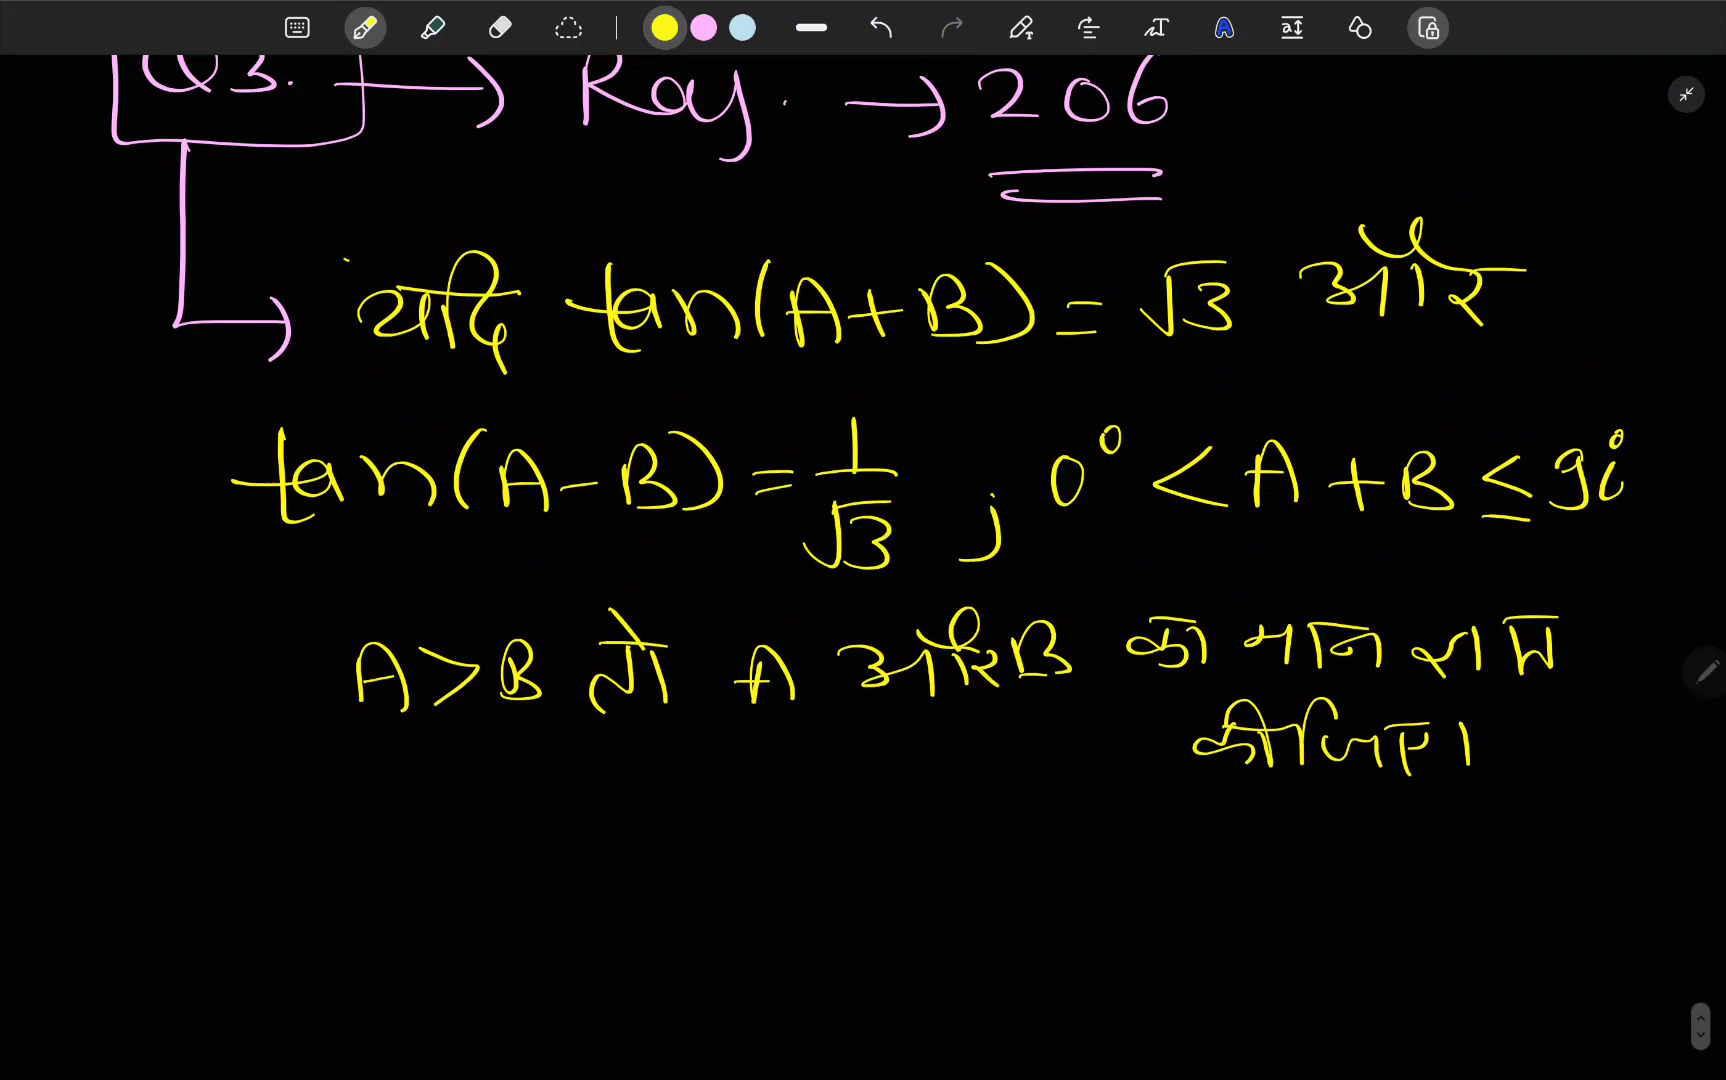 Q3. → Ray. → 206
यदि tan(A+B) = √3 और
tan(A-B) = 1/√3 ; 0° < A + B ≤ 90°
A > B तो A और B का मान ज्ञात
कीजिए।